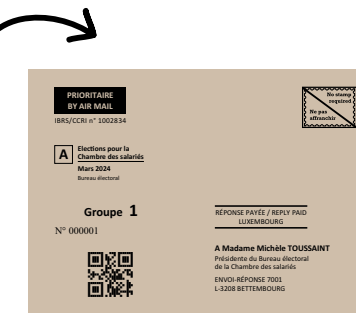 PRIORITAIRE
BY AIR MAIL
IBRS/CCRI n° 1002834
No stamp
required
Ne pas
affranchir
A
Elections pour la
Chambre des salariés
Mars 2024
Bureau électoral
Groupe 1
N° 000001
RÉPONSE PAYÉE / REPLY PAID
LUXEMBOURG
A Madame Michèle TOUSSAINT
Présidente du Bureau électoral
de la Chambre des salariés
ENVOI-RÉPONSE 7001
L-3208 BETTEMBOURG